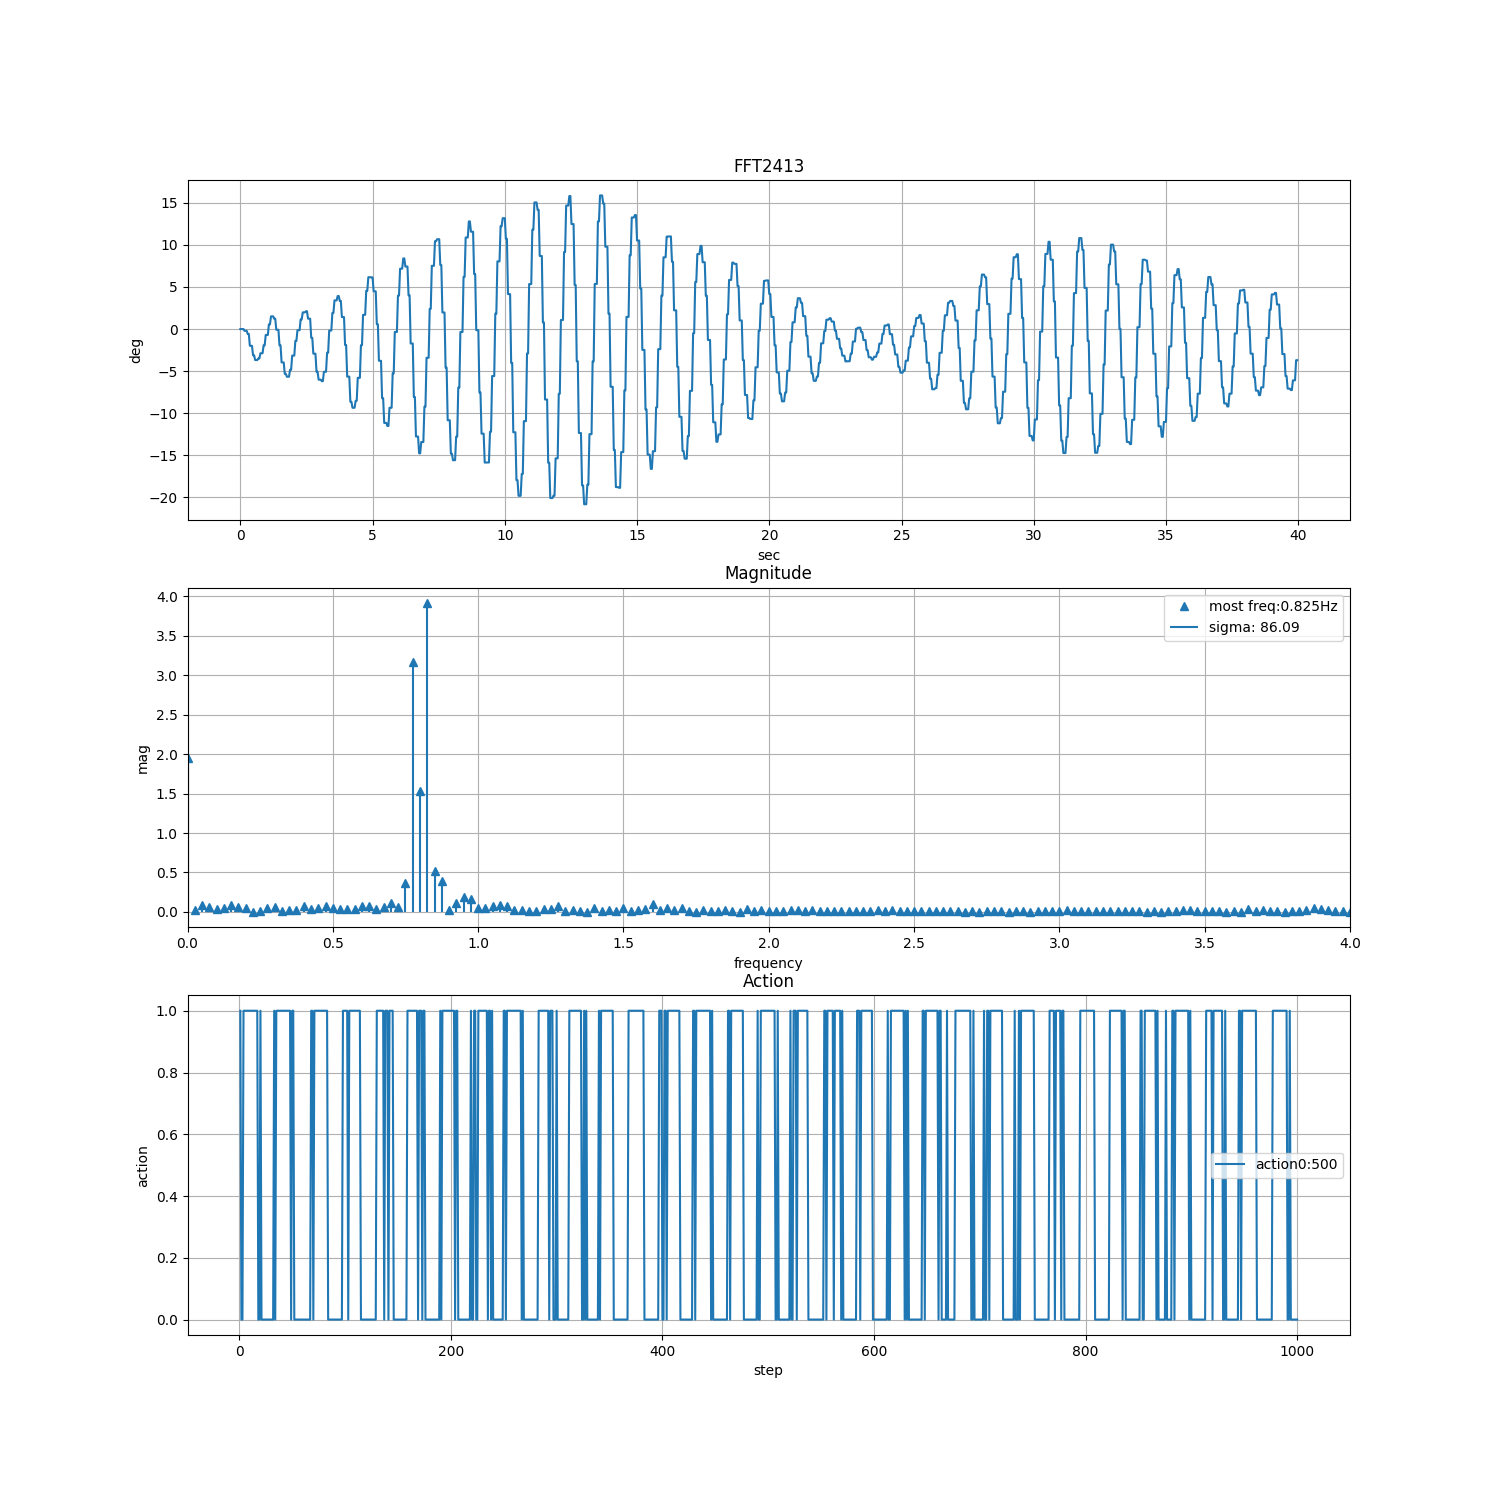 FFT2413
15
10
5
0
−5
−10
−15
−20
deg
0 5 10 15 20 25 30 35 40
sec
Magnitude
4.0
3.5
3.0
2.5
2.0
1.5
1.0
0.5
0.0
mag
most freq:0.825Hz
sigma: 86.09
0.0 0.5 1.0 1.5 2.0 2.5 3.0 3.5 4.0
frequency
Action
1.0
0.8
0.6
0.4
0.2
0.0
action
action0:500
0 200 400 600 800 1000
step